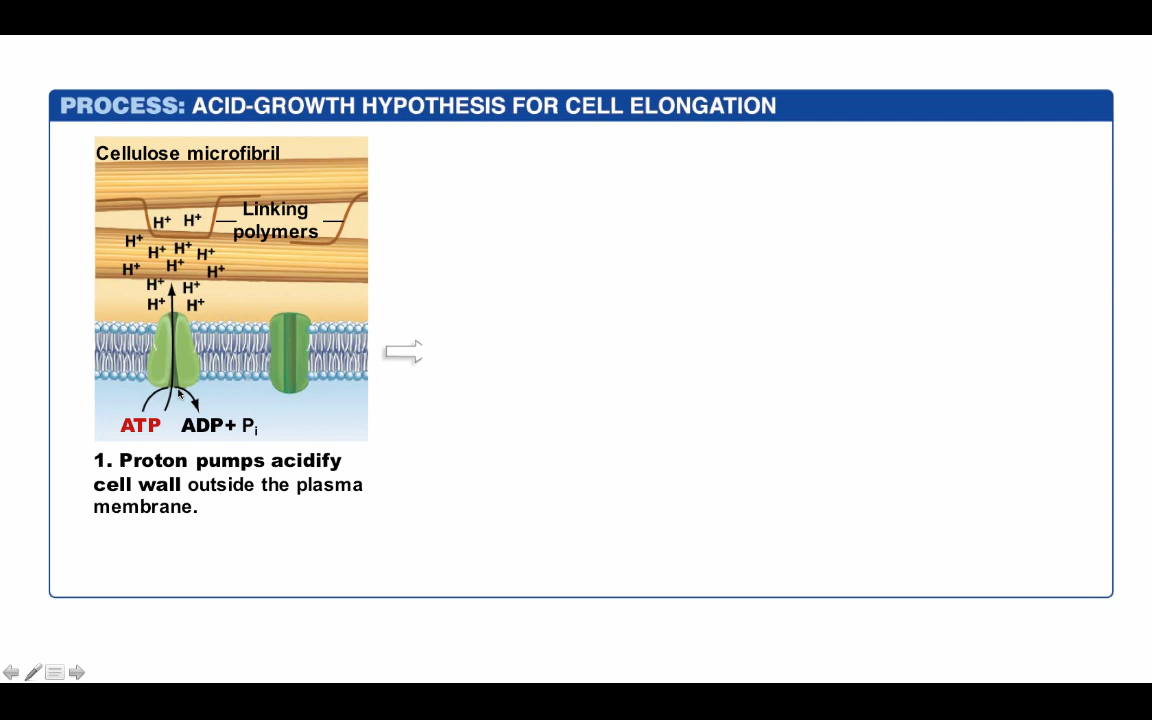 PROCESS: ACID-GROWTH HYPOTHESIS FOR CELL ELONGATION
Cellulose microfibril
Linking
polymers
H+ H+
H+
H+ H+ H+
H+ H+ H+
H+ H+
H+ H+
ATP ADP+ Pi
1. Proton pumps acidify
cell wall outside the plasma
membrane.